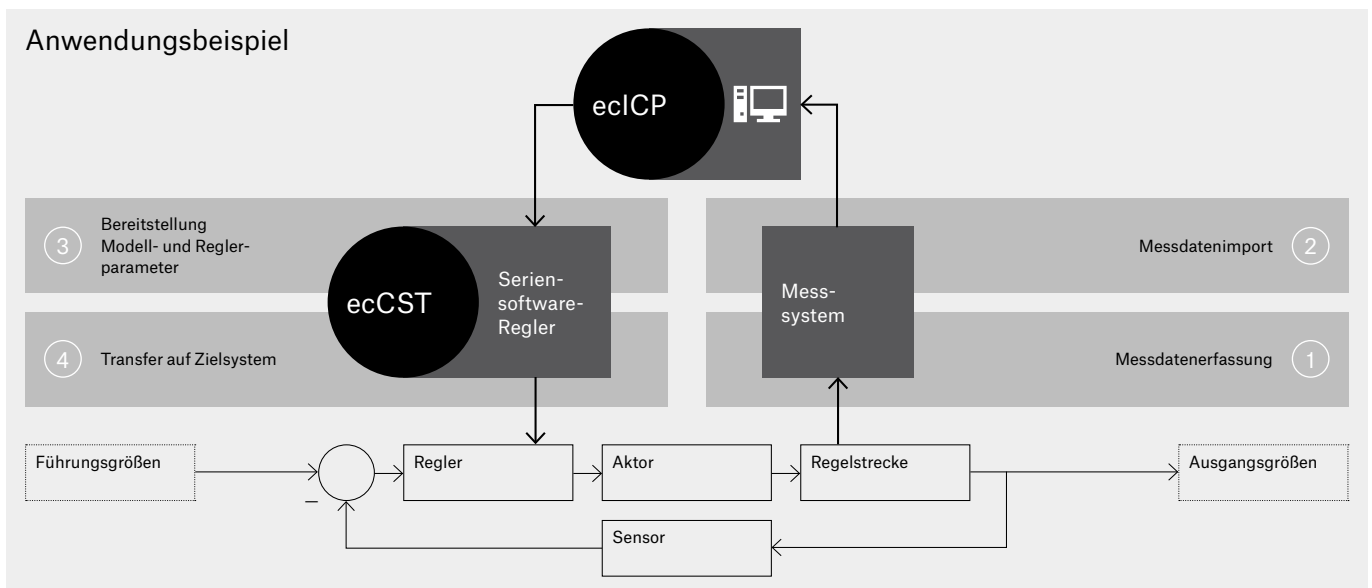 Anwendungsbeispiel
ecICP
3
Bereitstellung
Modell- und Regler-
parameter
ecCST
Serien-
software-
Regler
Mess-
system
Messdatenimport
2
4
Transfer auf Zielsystem
Messdatenerfassung
1
Führungsgrößen
–
Regler
Aktor
Regelstrecke
Ausgangsgrößen
Sensor